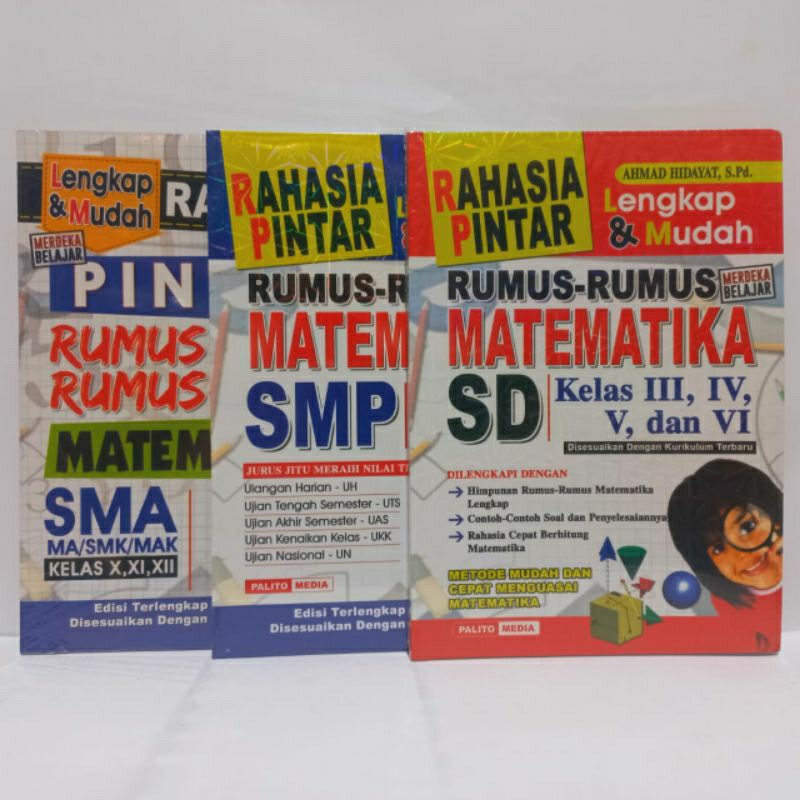 Lengkap
& Mudah
RA
MERDEKA
BELAJAR
PIN
RUMUS
RUMUS
MATEM
SMA
MA/SMK/MAK
KELAS X,XI,XII
Edisi Terlengkap
Disesuaikan Dengan
RAHASIA
PINTAR
RUMUS-R
MATEM
SMP
JURUS JITU MERAIH NILAI T
Ulangan Harian - UH
Ujian Tengah Semester - UTS
Ujian Akhir Semester - UAS
Ujian Kenaikan Kelas - UKK
Ujian Nasional - UN
PALITO MEDIA
Edisi Terlengkap
Disesuaikan Dengan
RAHASIA
PINTAR
AHMAD HIDAYAT, S.Pd.
Lengkap
& Mudah
RUMUS-RUMUS
MERDEKA
BELAJAR
MATEMATIKA
SD
Kelas III, IV,
V, dan VI
Disesuaikan Dengan Kurikulum Terbaru
DILENGKAPI DENGAN
Himpunan Rumus-Rumus Matematika
Lengkap
Contoh-Contoh Soal dan Penyelesaiannya
Rahasia Cepat Berhitung
Matematika
METODE MUDAH DAN
CEPAT MENGUASAI
MATEMATIKA
PALITO MEDIA